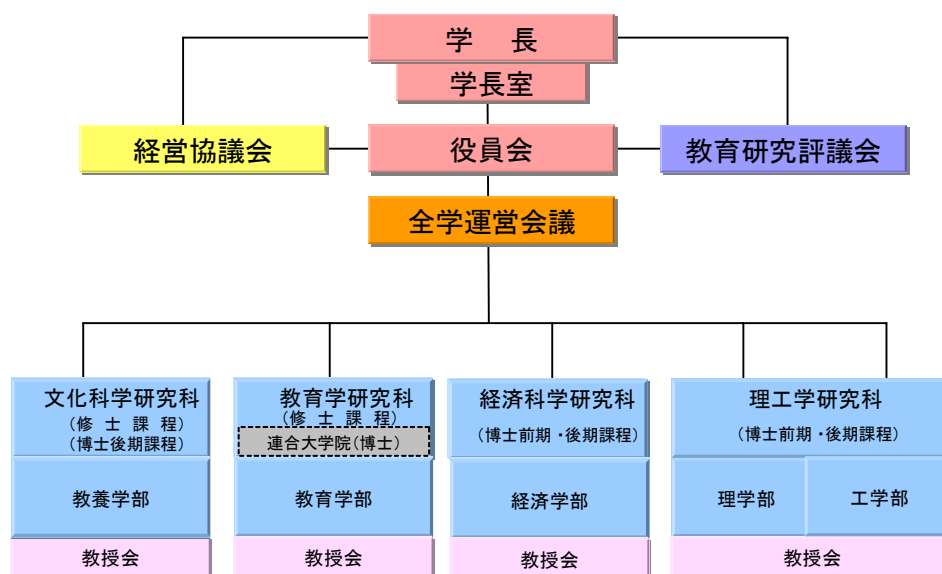 学 長
学長室
経営協議会
役員会
教育研究評議会
全学運営会議
文化科学研究科
(修 士 課 程)
(博士後期課程)
教養学部
教授会
教育学研究科
(修 士 課 程)
連合大学院(博士)
教育学部
教授会
経済科学研究科
(博士前期・後期課程)
経済学部
教授会
理工学研究科
(博士前期・後期課程)
理学部
工学部
教授会